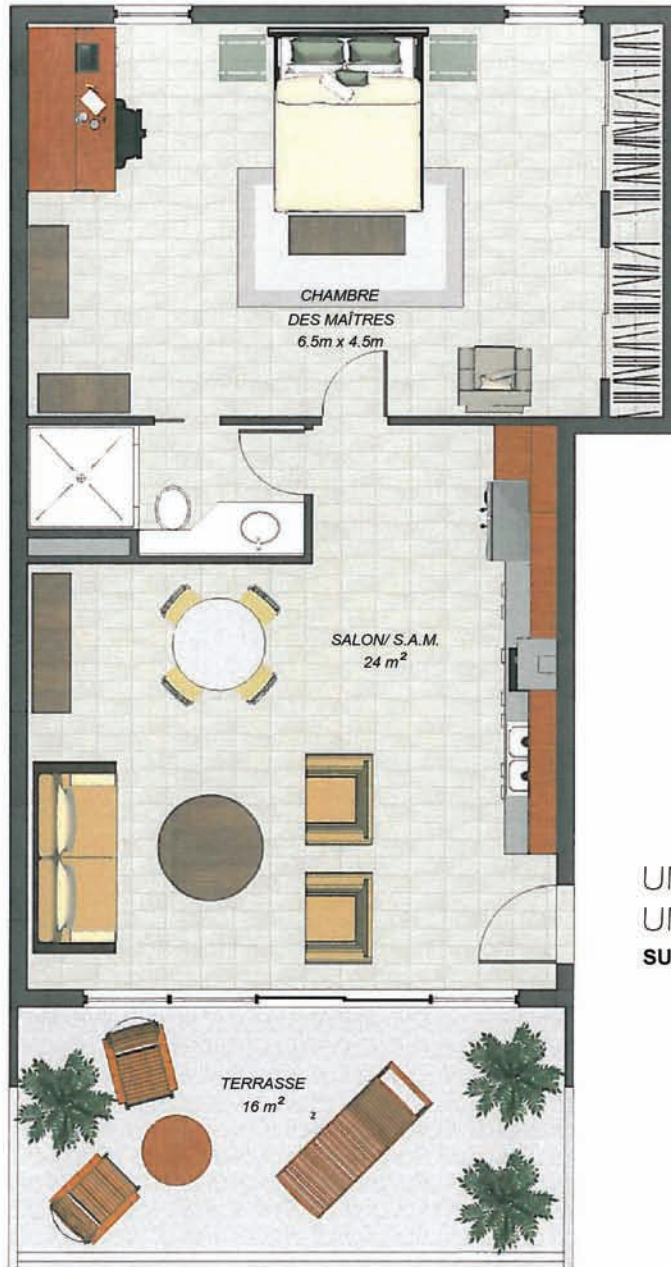 CHAMBRE
DES MAÎTRES
6.5m x 4.5m
SALON/ S.A.M.
24 m²
TERRASSE
16 m²
z